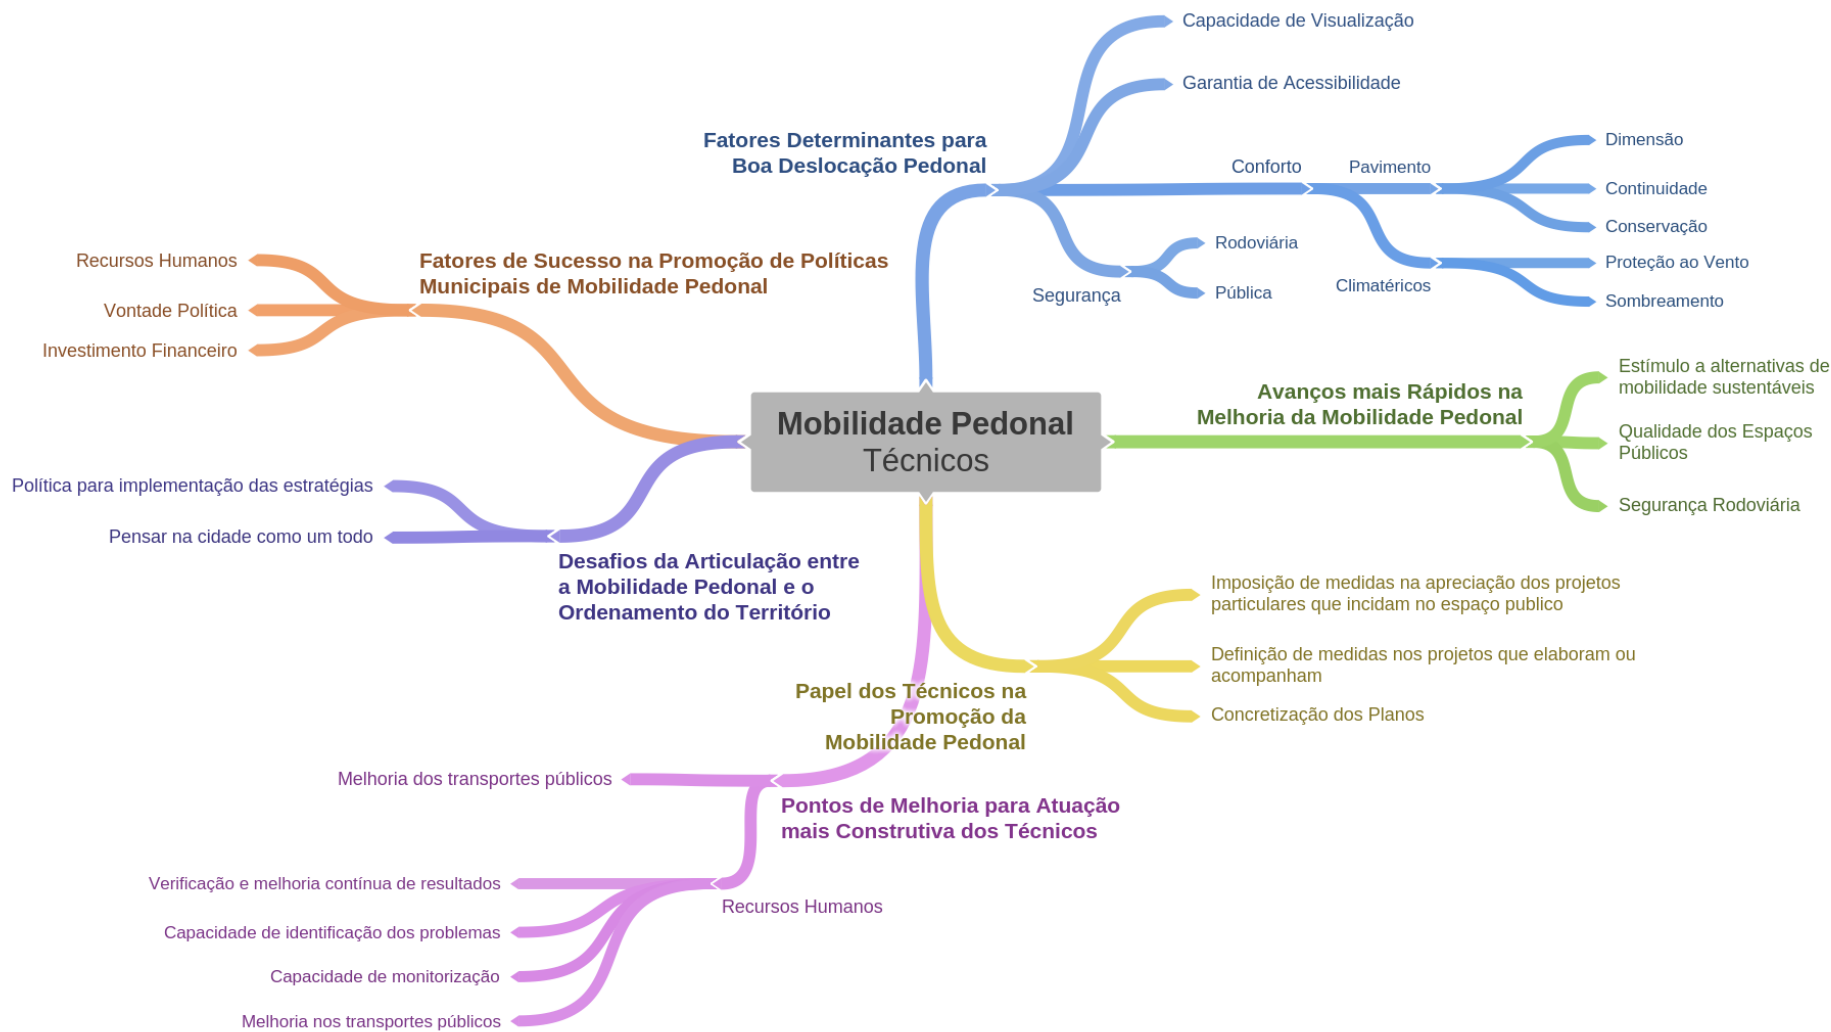 Capacidade de Visualização
Garantia de Acessibilidade
Fatores Determinantes para
Boa Deslocação Pedonal
Conforto
Pavimento
Dimensão
Continuidade
Conservação
Climatéricos
Proteção ao Vento
Sombreamento
Segurança
Rodoviária
Pública
Fatores de Sucesso na Promoção de Políticas
Municipais de Mobilidade Pedonal
Recursos Humanos
Vontade Política
Investimento Financeiro
Mobilidade Pedonal
Técnicos
Avanços mais Rápidos na
Melhoria da Mobilidade Pedonal
Estímulo a alternativas de
mobilidade sustentáveis
Qualidade dos Espaços
Públicos
Segurança Rodoviária
Política para implementação das estratégias
Pensar na cidade como um todo
Desafios da Articulação entre
a Mobilidade Pedonal e o
Ordenamento do Território
Imposição de medidas na apreciação dos projetos
particulares que incidam no espaço publico
Definição de medidas nos projetos que elaboram ou
acompanham
Concretização dos Planos
Papel dos Técnicos na
Promoção da
Mobilidade Pedonal
Melhoria dos transportes públicos
Pontos de Melhoria para Atuação
mais Construtiva dos Técnicos
Recursos Humanos
Verificação e melhoria contínua de resultados
Capacidade de identificação dos problemas
Capacidade de monitorização
Melhoria nos transportes públicos